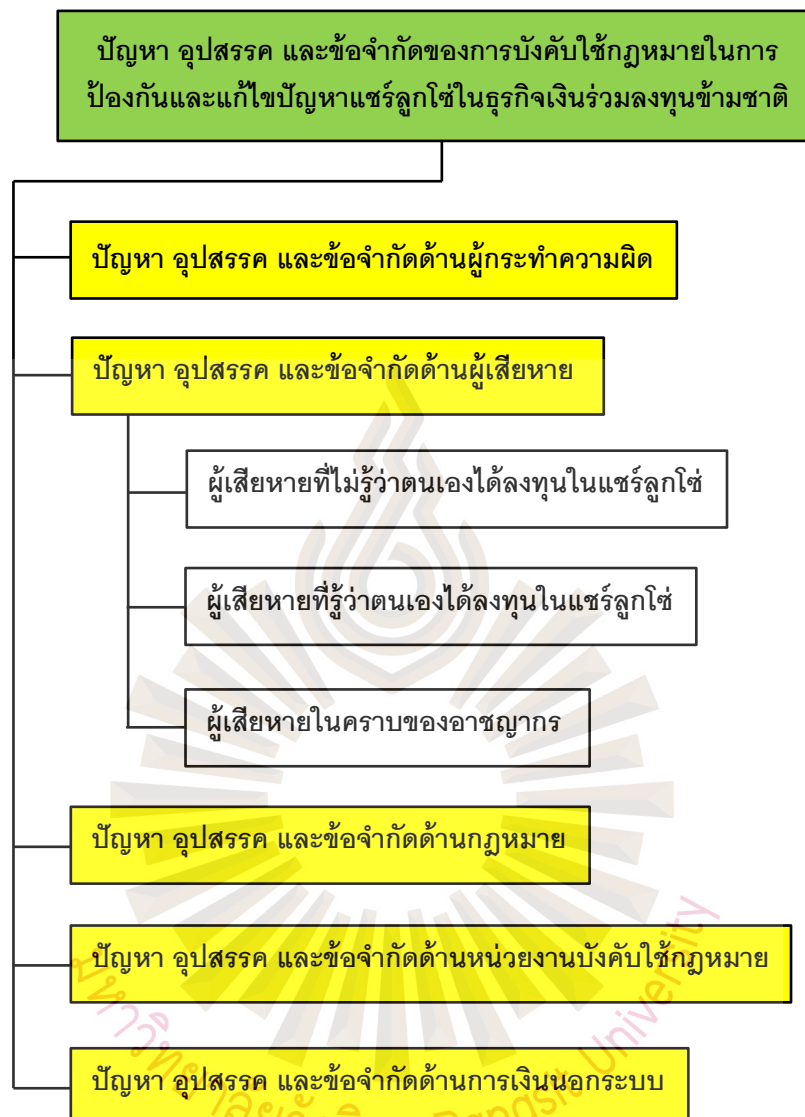 ปัญหา อุปสรรค และข้อจำกัดของการบังคับใช้กฎหมายในการ
ป้องกันและแก้ไขปัญหาแชร์ลูกโซ่ในธุรกิจเงินร่วมลงทุนข้ามชาติ
ปัญหา อุปสรรค และข้อจำกัดด้านผู้กระทำความผิด
ปัญหา อุปสรรค และข้อจำกัดด้านผู้เสียหาย
ผู้เสียหายที่ไม่รู้ว่าตนเองได้ลงทุนในแชร์ลูกโซ่
ผู้เสียหายที่รู้ว่าตนเองได้ลงทุนในแชร์ลูกโซ่
ผู้เสียหายในคราบของอาชญากร
ปัญหา อุปสรรค และข้อจำกัดด้านกฎหมาย
ปัญหา อุปสรรค และข้อจำกัดด้านหน่วยงานบังคับใช้กฎหมาย
ปัญหา อุปสรรค และข้อจำกัดด้านการเงินนอกระบบ
Rangsit University